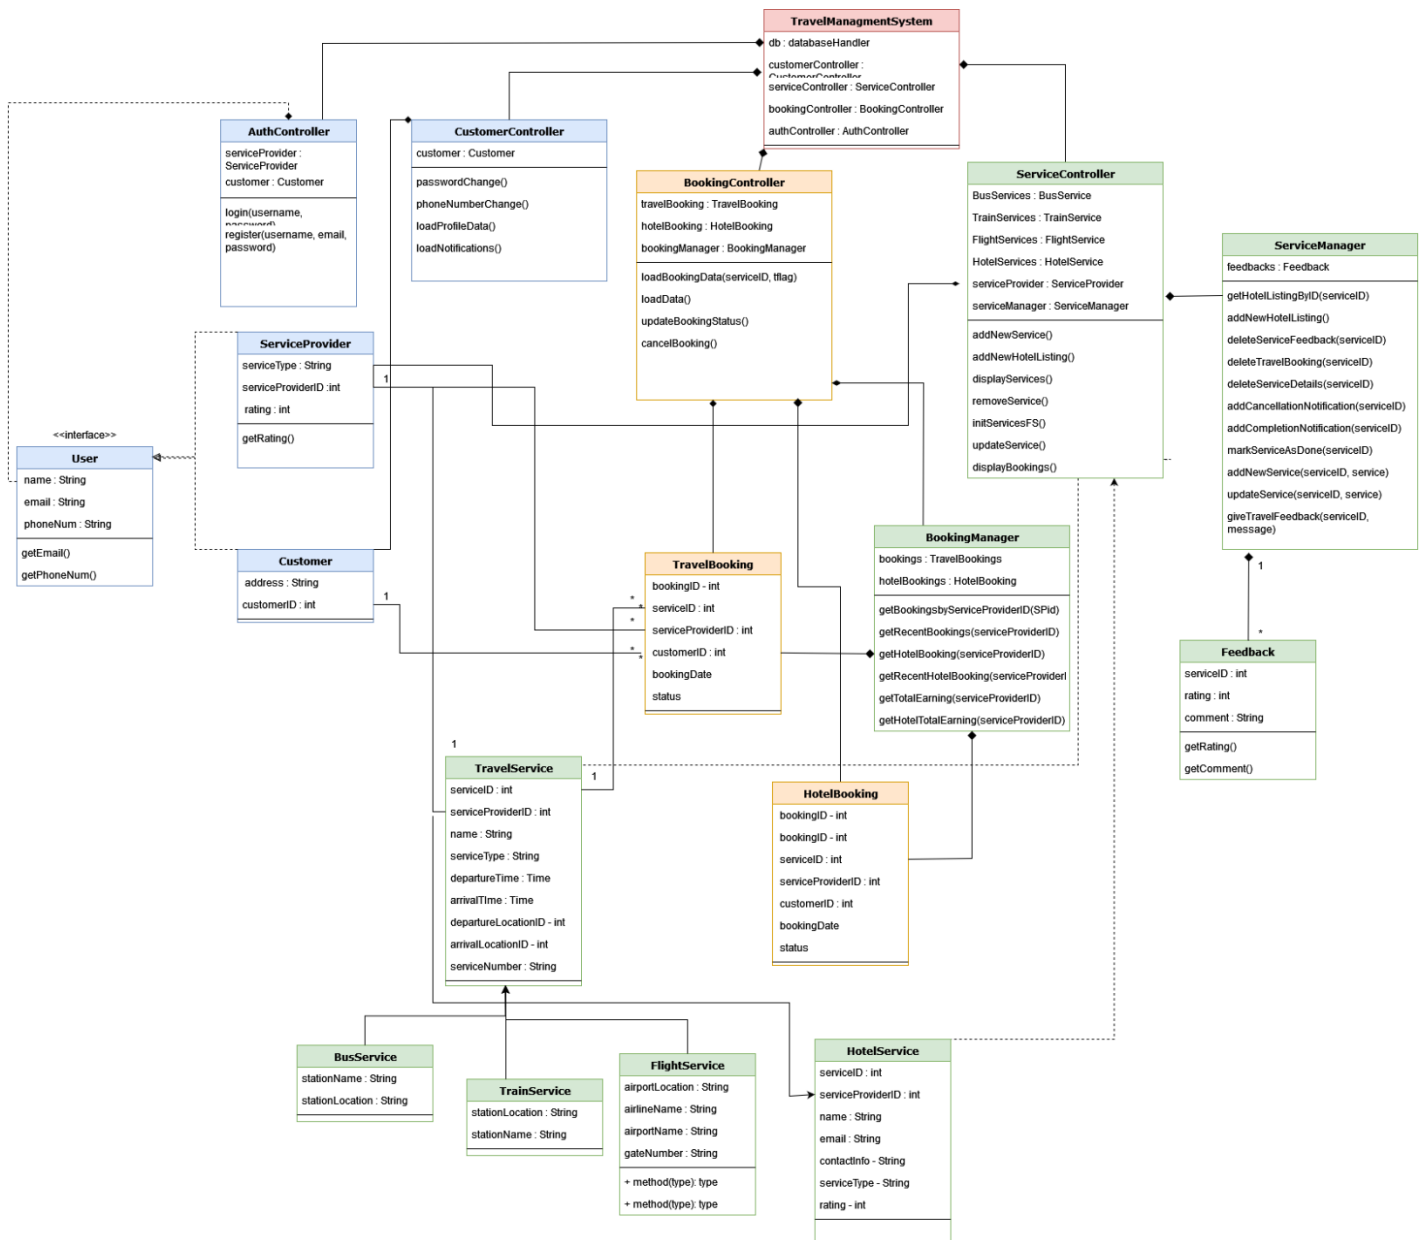 TravelManagmentSystem
db : databaseHandler
customerController :
CustomerController
serviceController : ServiceController
bookingController : BookingController
authController : AuthController
AuthController
serviceProvider :
ServiceProvider
customer : Customer
login(username,
password)
register(username, email,
password)
CustomerController
customer : Customer
passwordChange()
phoneNumberChange()
loadProfileData()
loadNotifications()
BookingController
travelBooking : TravelBooking
hotelBooking : HotelBooking
bookingManager : BookingManager
loadBookingData(serviceID, tflag)
loadData()
updateBookingStatus()
cancelBooking()
ServiceController
BusServices : BusService
TrainServices : TrainService
FlightServices : FlightService
HotelServices : HotelService
serviceProvider : ServiceProvider
serviceManager : ServiceManager
addNewService()
addNewHotelListing()
displayServices()
removeService()
initServicesFS()
updateService()
displayBookings()
ServiceManager
feedbacks : Feedback
getHotelListingByID(serviceID)
addNewHotelListing()
deleteServiceFeedback(serviceID)
deleteTravelBooking(serviceID)
deleteServiceDetails(serviceID)
addCancellationNotification(serviceID)
addCompletionNotification(serviceID)
markServiceAsDone(serviceID)
addNewService(serviceID, service)
updateService(serviceID, service)
giveTravelFeedback(serviceID,
message)
ServiceProvider
serviceType : String
serviceProviderID :int
rating : int
getRating()
1
<<interface>>
User
name : String
email : String
phoneNum : String
getEmail()
getPhoneNum()
Customer
address : String
customerID : int
1
TravelBooking
bookingID - int
serviceID : int
serviceProviderID : int
customerID : int
bookingDate
status
*
*
*
*
*
BookingManager
bookings : TravelBookings
hotelBookings : HotelBooking
getBookingsbyServiceProviderID(SPid)
getRecentBookings(serviceProviderID)
getHotelBooking(serviceProviderID)
getRecentHotelBooking(serviceProviderI
getTotalEarning(serviceProviderID)
getHotelTotalEarning(serviceProviderID)
1
*
Feedback
serviceID : int
rating : int
comment : String
getRating()
getComment()
1
TravelService
serviceID : int
serviceProviderID : int
name : String
serviceType : String
departureTime : Time
arrivalTIme : Time
departureLocationID - int
arrivalLocationID - int
serviceNumber : String
1
HotelBooking
bookingID - int
bookingID - int
serviceID : int
serviceProviderID : int
customerID : int
bookingDate
status
BusService
stationName : String
stationLocation : String
TrainService
stationLocation : String
stationName : String
FlightService
airportLocation : String
airlineName : String
airportName : String
gateNumber : String
+ method(type): type
+ method(type): type
HotelService
serviceID : int
serviceProviderID : int
name : String
email : String
contactInfo - String
serviceType - String
rating - int